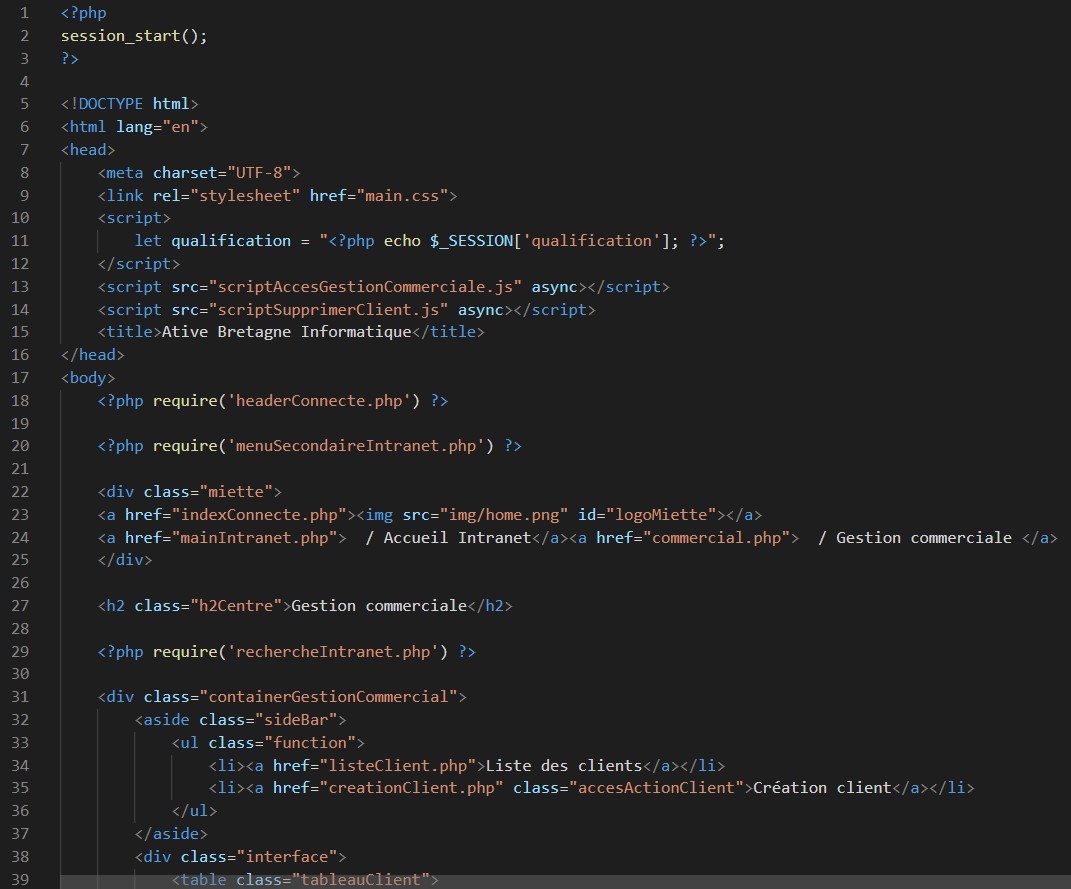 1 <?php
2 session_start();
3 ?>
4
5 <!DOCTYPE html>
6 <html lang="en">
7 <head>
8     <meta charset="UTF-8">
9     <link rel="stylesheet" href="main.css">
10     <script>
11         let qualification = "<?php echo $_SESSION['qualification']; ?>";
12     </script>
13     <script src="scriptAccesGestionCommerciale.js" async></script>
14     <script src="scriptSupprimerClient.js" async></script>
15     <title>Ative Bretagne Informatique</title>
16 </head>
17 <body>
18     <?php require('headerConnecte.php') ?>
19
20     <?php require('menuSecondaireIntranet.php') ?>
21
22     <div class="miette">
23     <a href="indexConnecte.php"><img src="img/home.png" id="logoMiette"></a>
24     <a href="mainIntranet.php">  / Accueil Intranet</a><a href="commercial.php">  / Gestion commerciale </a>
25     </div>
26
27     <h2 class="h2Centre">Gestion commerciale</h2>
28
29     <?php require('rechercheIntranet.php') ?>
30
31     <div class="containerGestionCommercial">
32         <aside class="sideBar">
33             <ul class="function">
34                 <li><a href="listeClient.php">Liste des clients</a></li>
35                 <li><a href="creationClient.php" class="accesActionClient">Création client</a></li>
36             </ul>
37         </aside>
38         <div class="interface">
39             <table class="tableauClient">